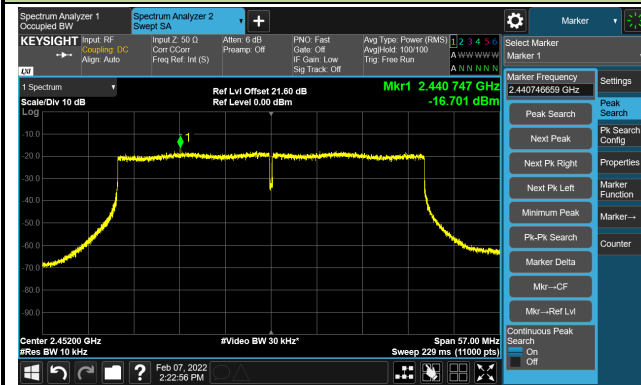 Spectrum Analyzer 1
Occupied BW
Spectrum Analyzer 2
Swept SA
Marker
KEYSIGHT
Input: RF
Coupling: DC
Align: Auto
Input Z: 50 Ω
Corr CCorr
Freq Ref: Int (S)
Atten: 6 dB
Preamp: Off
PNO: Fast
Gate: Off
IF Gain: Low
Sig Track: Off
Avg Type: Power (RMS)
Avg|Hold: 100/100
Trig: Free Run
1 2 3 4 5 6
A W W W W W
A N N N N N
LXI
Select Marker
Marker 1
1 Spectrum
Scale/Div 10 dB
Ref Lvl Offset 21.60 dB
Ref Level 0.00 dBm
Mkr1 2.440 747 GHz
-16.701 dBm
Log
-10.0
-20.0
-30.0
-40.0
-50.0
-60.0
-70.0
-80.0
-90.0
1
Center 2.45200 GHz
#Res BW 10 kHz
#Video BW 30 kHz*
Span 57.00 MHz
Sweep 229 ms (11000 pts)
Marker Frequency
2.440746659 GHz
Peak Search
Next Peak
Next Pk Right
Next Pk Left
Minimum Peak
Pk-Pk Search
Marker Delta
Mkr→CF
Mkr→Ref Lvl
Continuous Peak
Search
On
Off
Settings
Peak
Search
Pk Search
Config
Properties
Marker
Function
Marker→
Counter
?
Feb 07, 2022
2:22:56 PM